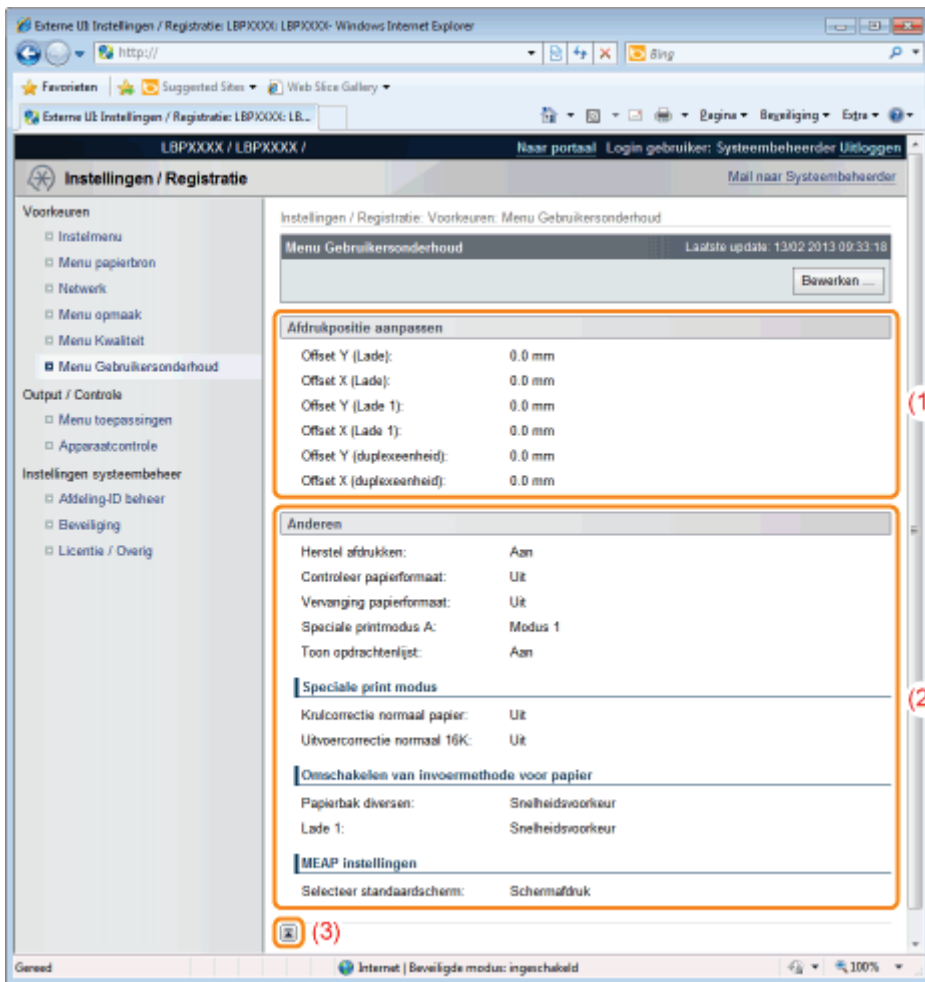 Externe UI: Instellingen / Registratie: LBPXXXX: LBPXXXX- Windows Internet Explorer
http://
Bing
Favorieten
Suggested Sites
Web Slice Gallery
Externe UI: Instellingen / Registratie: LBPXXXX: LB...
Pagina
Beveiliging
Extra
LBPXXXX / LBPXXXX /
Naar portaal Login gebruiker: Systeembeheerder Uitloggen
Instellingen / Registratie
Mail naar Systeembeheerder
Voorkeuren
Instelmenu
Menu papierbron
Netwerk
Menu opmaak
Menu Kwaliteit
Menu Gebruikersonderhoud
Output / Controle
Menu toepassingen
Apparaatcontrole
Instellingen systeembeheer
Afdeling-ID beheer
Beveiliging
Licentie / Overig
Instellingen / Registratie: Voorkeuren: Menu Gebruikersonderhoud
Menu Gebruikersonderhoud
Laatste update: 13/02 2013 09:33:18
Bewerken ...
Afdrukpositie aanpassen
Offset Y (Lade): 0.0 mm
Offset X (Lade): 0.0 mm
Offset Y (Lade 1): 0.0 mm
Offset X (Lade 1): 0.0 mm
Offset Y (duplexeenheid): 0.0 mm
Offset X (duplexeenheid): 0.0 mm
(1
Anderen
Herstel afdrukken: Aan
Controleer papierformaat: Uit
Vervanging papierformaat: Uit
Speciale printmodus A: Modus 1
Toon opdrachtenlijst: Aan
Speciale print modus
(2
Krulcorrectie normaal papier: Uit
Uitvoercorrectie normaal 16K: Uit
Omschakelen van invoermethode voor papier
Papierbak diversen: Snelheidsvoorkeur
Lade 1: Snelheidsvoorkeur
MEAP instellingen
Selecteer standaardscherm: Schermafdruk
(3)
Gereed
Internet | Beveiligde modus: ingeschakeld
100%